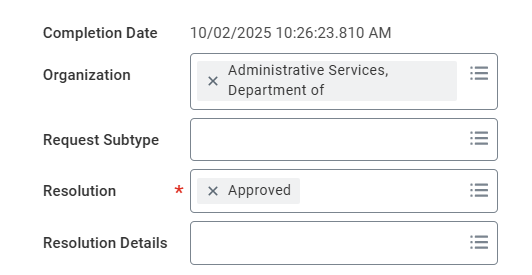 Completion Date 10/02/2025 10:26:23.810 AM
Organization × Administrative Services,
Department of
Request Subtype
Resolution * × Approved
Resolution Details